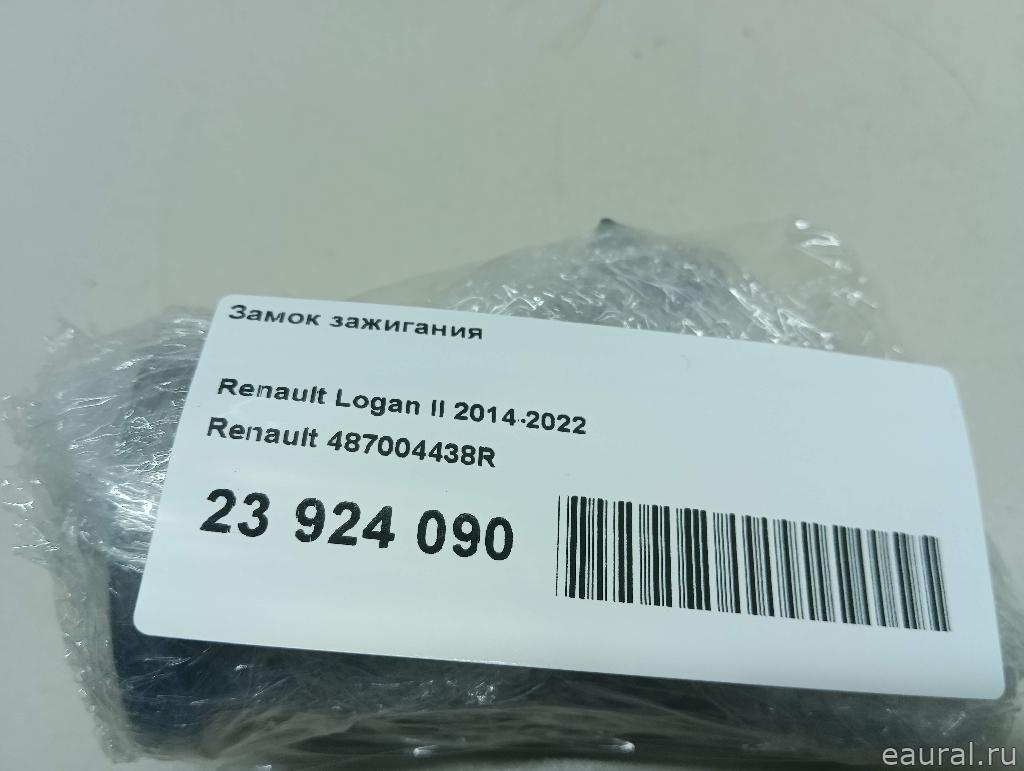 Замок зажигания
Renault Logan II 2014-2022
Renault 487004438R
23 924 090
eaural.ru